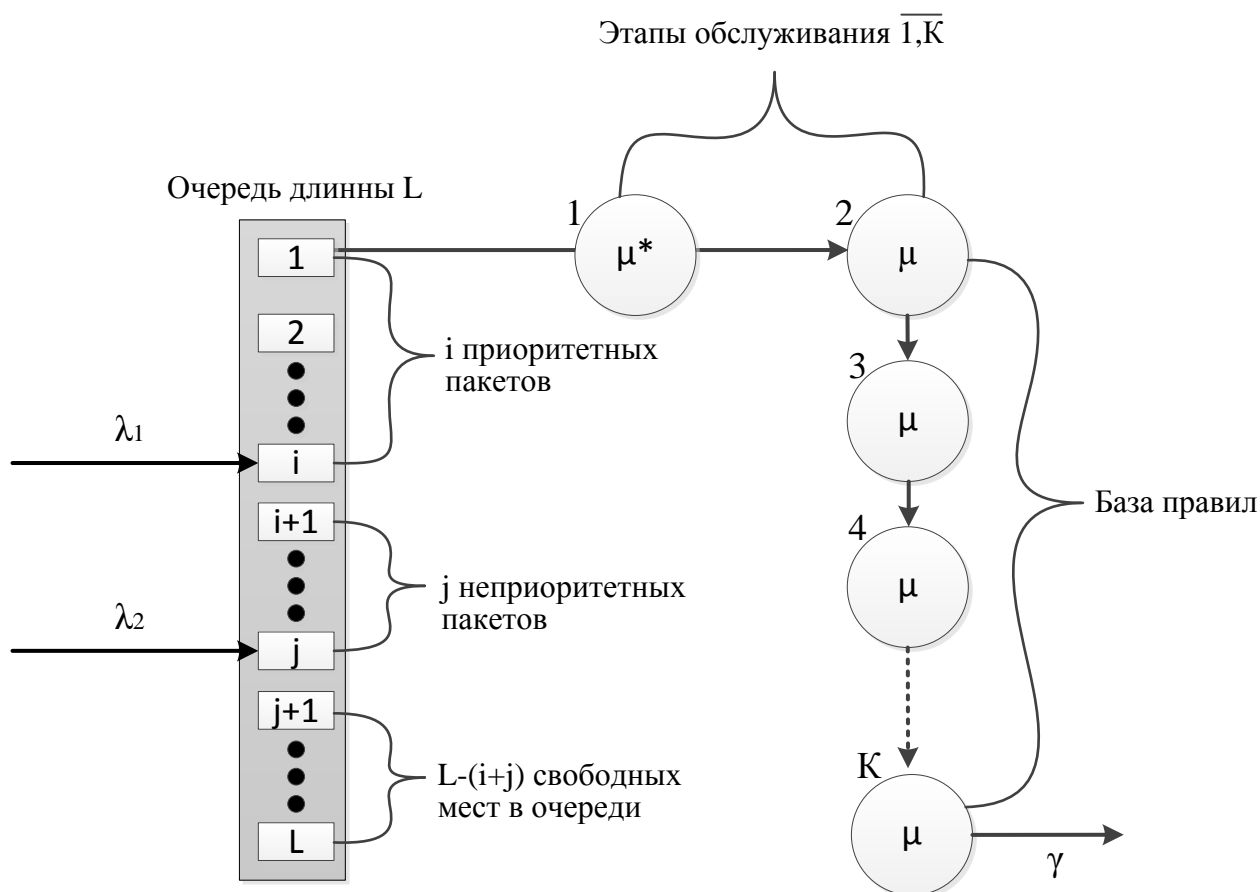 Этапы обслуживания 1,К
Очередь длинны L
1
2
i
i+1
j
j+1
L
λ1
λ2
i приоритетных
пакетов
j неприоритетных
пакетов
L-(i+j) свободных
мест в очереди
1
μ*
2
μ
3
μ
4
μ
К
μ
База правил
γ